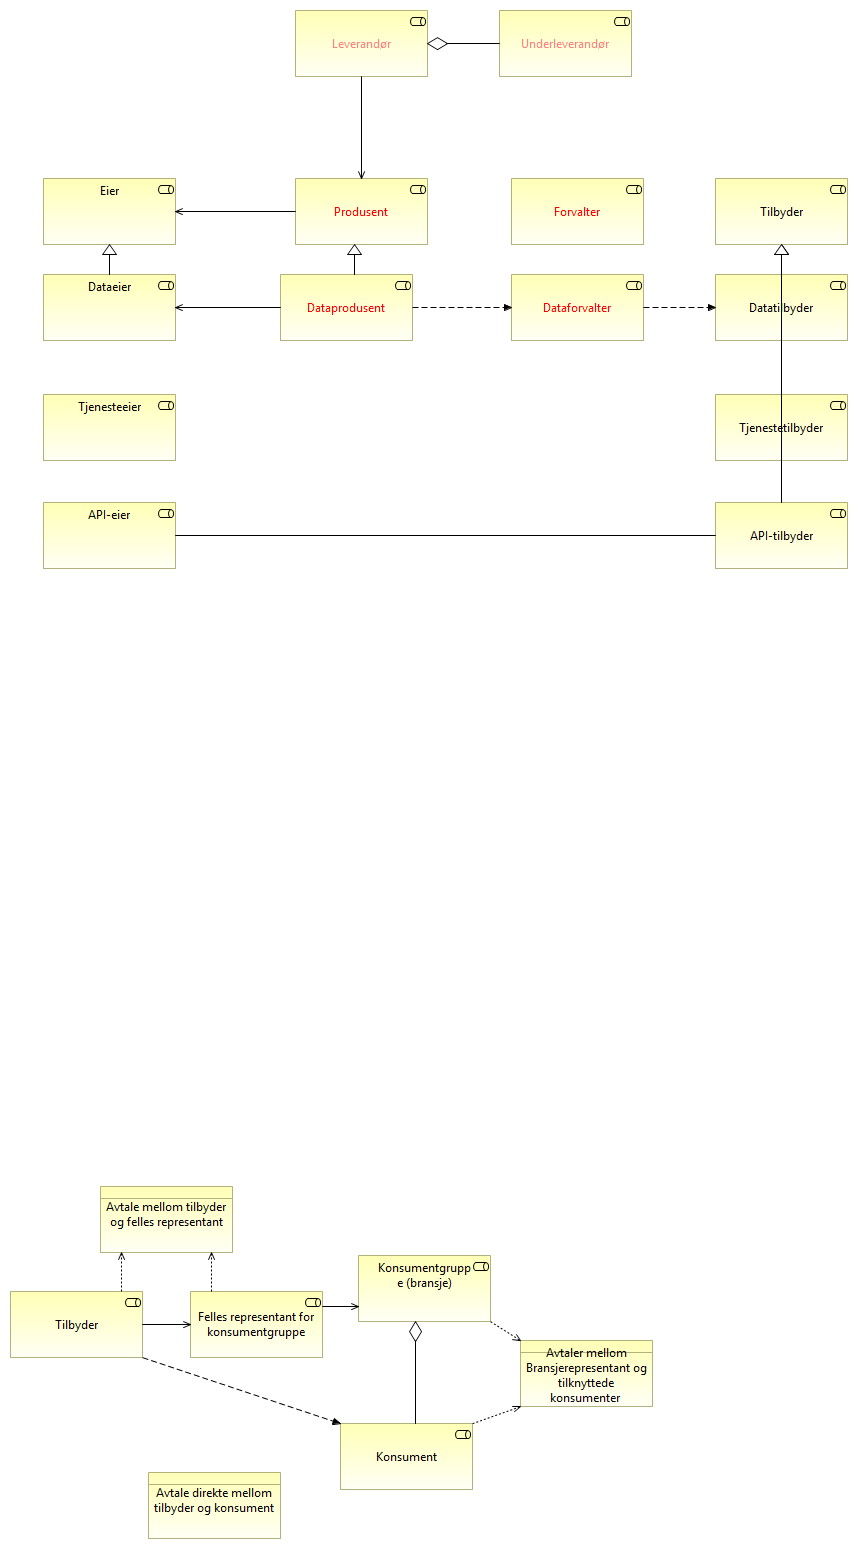 Leverandør
Underleverandør
Eier
Produsent
Forvalter
Tilbyder
Dataeier
Dataprodusent
Dataforvalter
Datatilbyder
Tjenesteeier
Tjenestetilbyder
API-eier
API-tilbyder
Avtale mellom tilbyder
og felles representant
Konsumentgrupp
e (bransje)
Tilbyder
Felles representant for
konsumentgruppe
Avtaler mellom
Bransjerepresentant og
tilknyttede
konsumenter
Konsument
Avtale direkte mellom
tilbyder og konsument